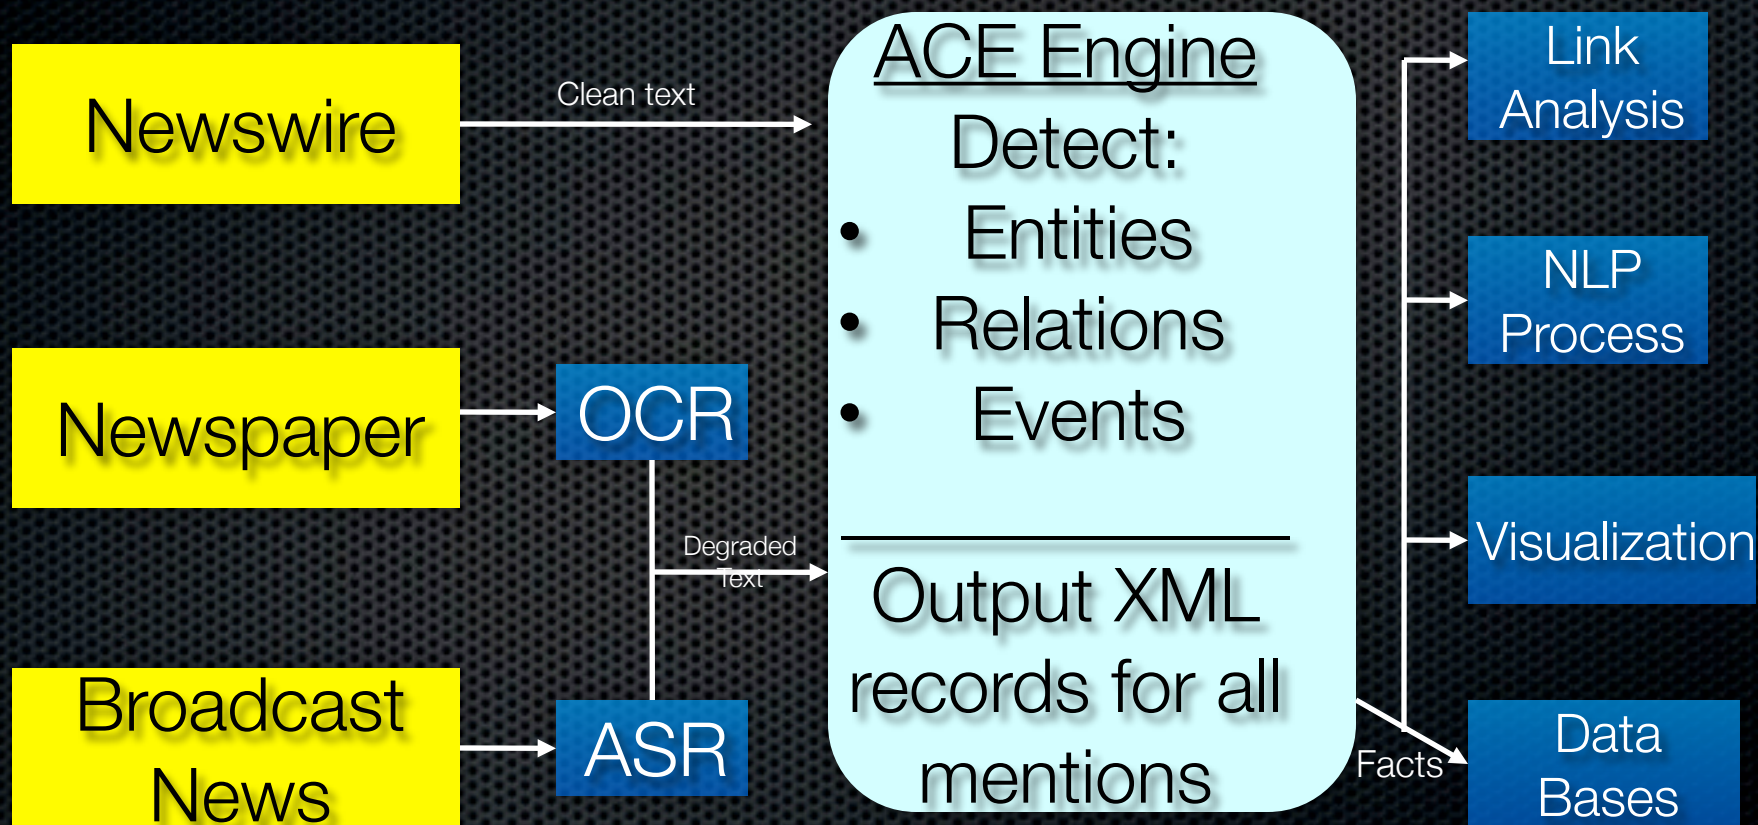 Newswire
Clean text
Newspaper
OCR
Degraded
Text
Broadcast
News
ASR
ACE Engine
Detect:
• Entities
• Relations
• Events
Output XML
records for all
mentions
Facts
Link
Analysis
NLP
Process
Visualization
Data
Bases